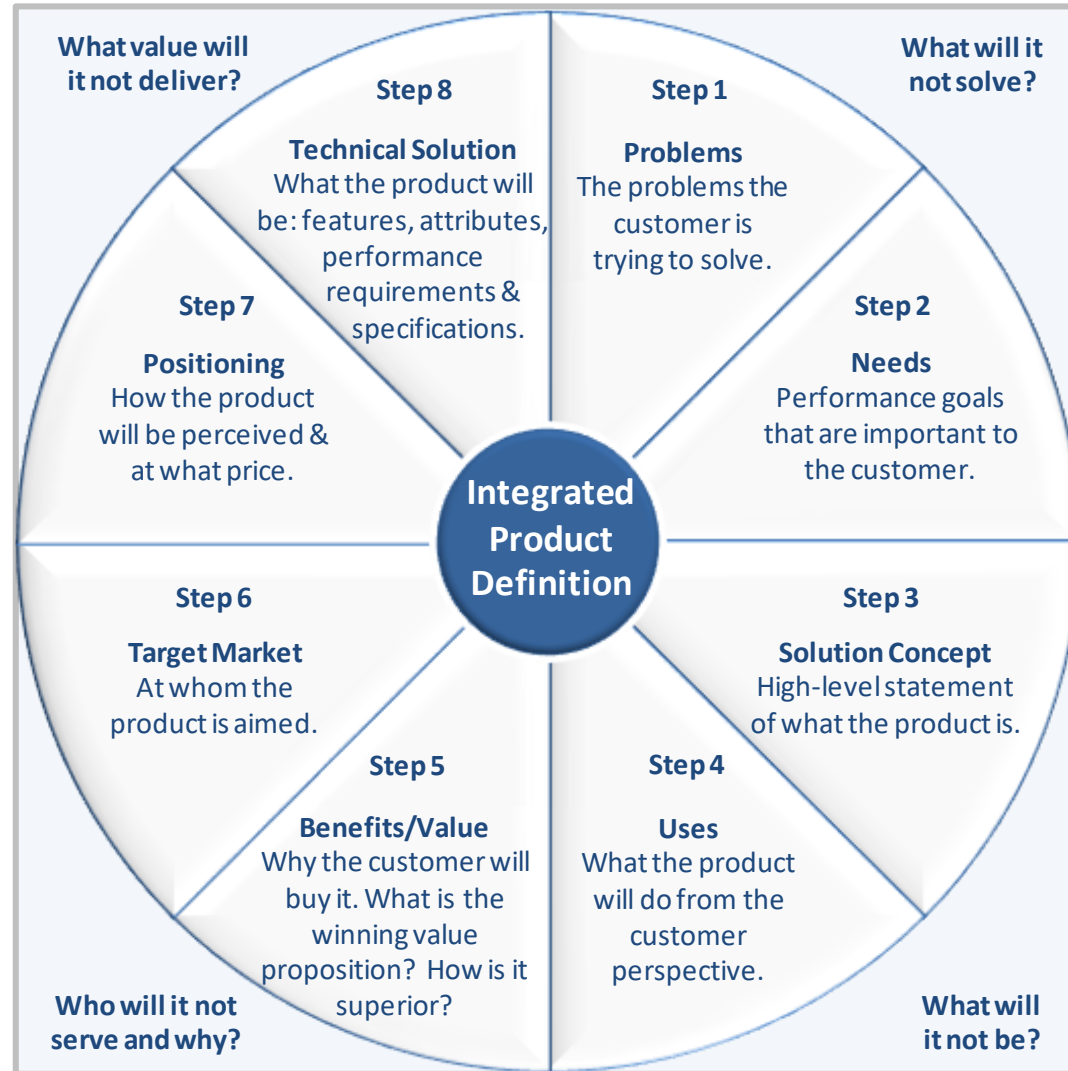 What value will
it not deliver?
What will it
not solve?
Step 1
Problems
The problems the
customer is
trying to solve.
Step 2
Needs
Performance goals
that are important to
the customer.
Step 3
Solution Concept
High-level statement
of what the product is.
Step 4
Uses
What the product
will do from the
customer
perspective.
Step 5
Benefits/Value
Why the customer will
buy it. What is the
winning value
proposition? How is it
superior?
Step 6
Target Market
At whom the
product is aimed.
Step 7
Positioning
How the product
will be perceived &
at what price.
Step 8
Technical Solution
What the product will
be: features, attributes,
performance
requirements &
specifications.
Integrated
Product
Definition
Who will it not
serve and why?
What will
it not be?